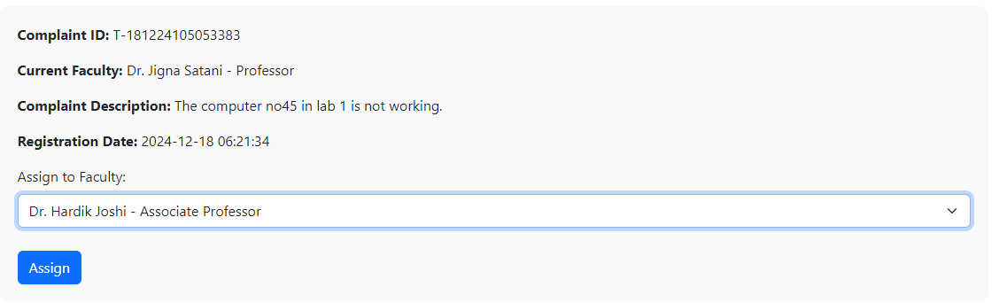 Complaint ID: T-181224105053383
Current Faculty: Dr. Jigna Satani - Professor
Complaint Description: The computer no45 in lab 1 is not working.
Registration Date: 2024-12-18 06:21:34
Assign to Faculty:
Dr. Hardik Joshi - Associate Professor
Assign